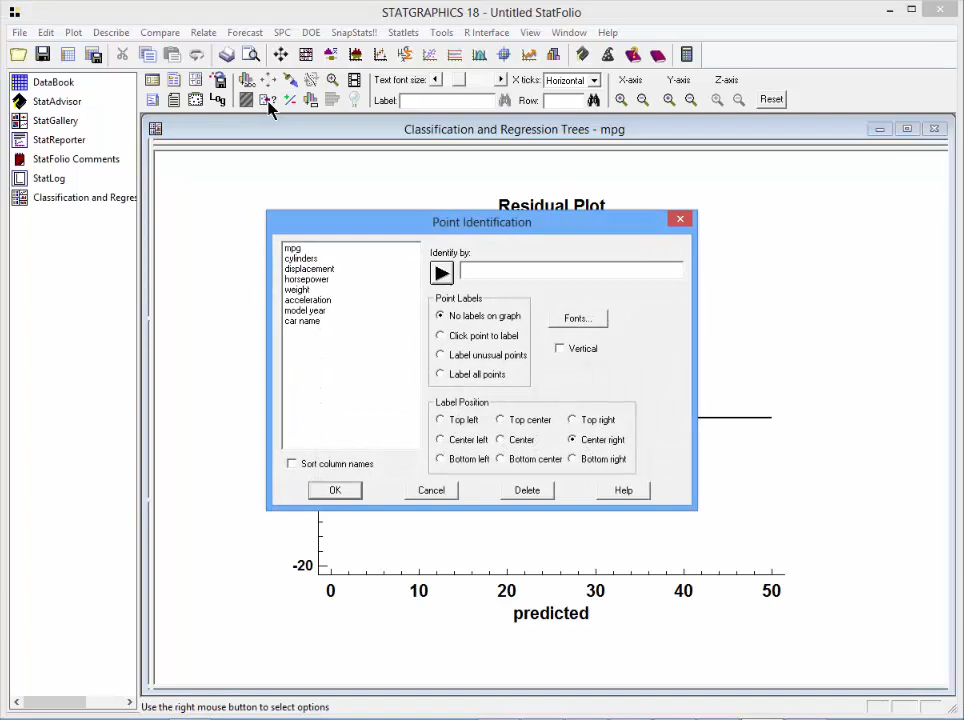 STATGRAPHICS 18 - Untitled StatFolio
File Edit Plot Describe Compare Relate Forecast SPC DOE SnapStats!! Statlets Tools R Interface View Window Help
Text font size: X ticks: Horizontal X-axis Y-axis Z-axis
Log Label: Row: Reset
DataBook
StatAdvisor
StatGallery
StatReporter
StatFolio Comments
StatLog
Classification and Regres
Classification and Regression Trees - mpg
Residual Plot
Point Identification
mpg
cylinders
displacement
horsepower
weight
acceleration
model year
car name
Sort column names
Identify by:
Point Labels
No labels on graph
Click point to label
Label unusual points
Label all points
Fonts...
Vertical
Label Position
Top left Top center Top right
Center left Center Center right
Bottom left Bottom center Bottom right
OK Cancel Delete Help
-20
0 10 20 30 40 50
predicted
Use the right mouse button to select options